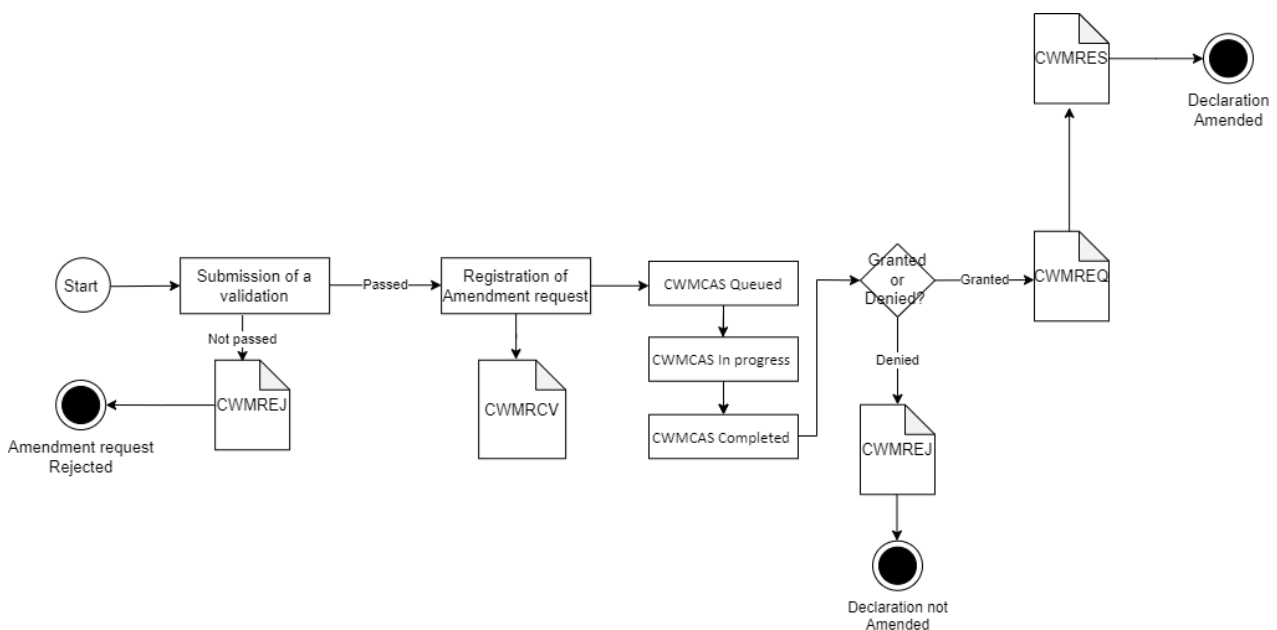 CWMRES
Declaration
Amended
Start
Submission of a
validation
Passed
Registration of
Amendment request
CWMCAS Queued
Granted
or
Denied?
Granted
CWMREQ
Not passed
CWMREJ
Amendment request
Rejected
CWMRCV
CWMCAS In progress
CWMCAS Completed
Denied
CWMREJ
Declaration not
Amended